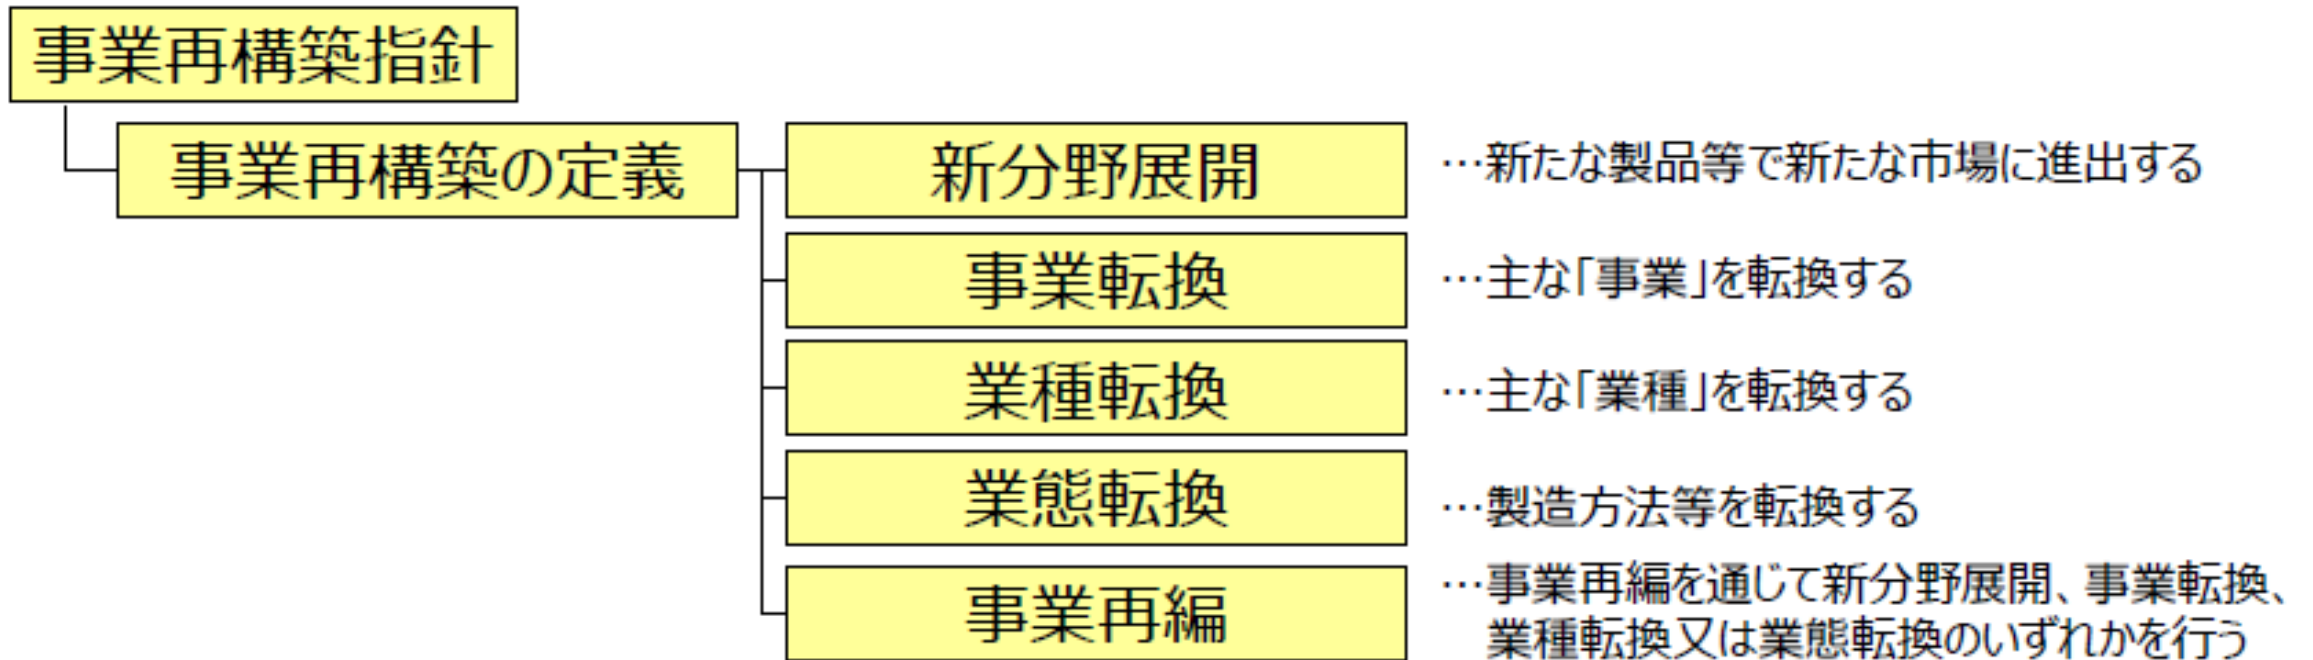 事業再構築指針
事業再構築の定義
新分野展開
…新たな製品等で新たな市場に進出する
事業転換
…主な「事業」を転換する
業種転換
…主な「業種」を転換する
業態転換
…製造方法等を転換する
事業再編
…事業再編を通じて新分野展開、事業転換、
業種転換又は業態転換のいずれかを行う